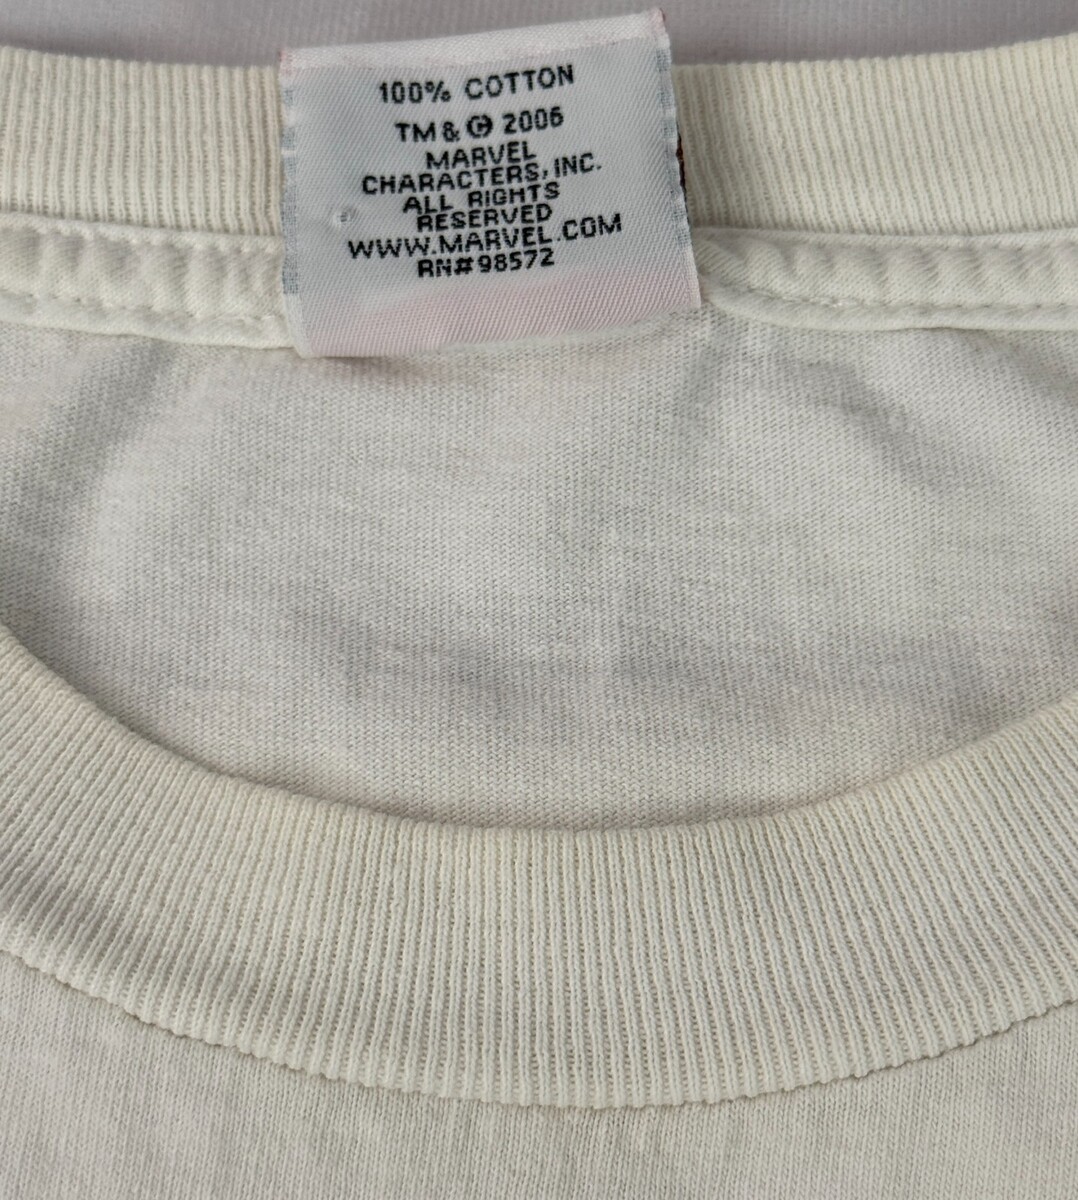 100% COTTON
TM & © 2006
MARVEL
CHARACTERS, INC.
ALL RIGHTS
RESERVED
WWW.MARVEL.COM
RN#98572